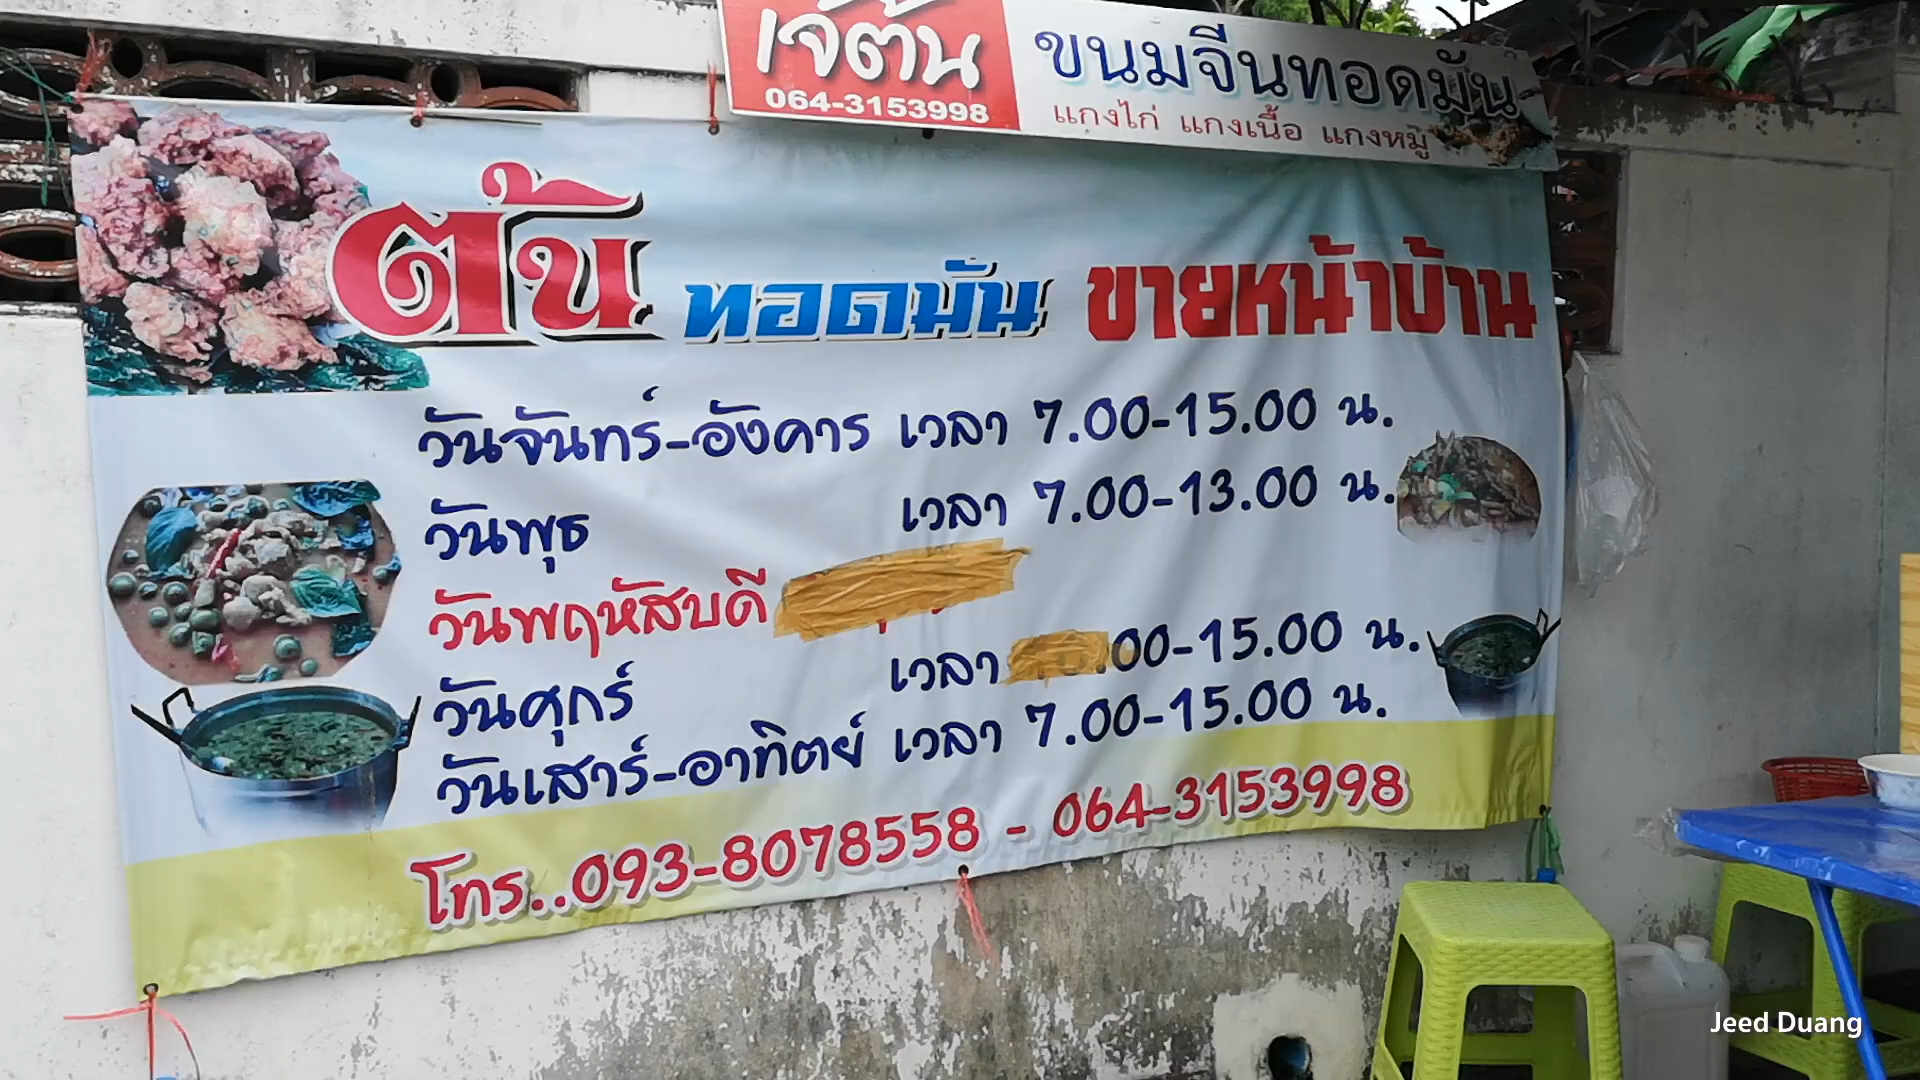 เจ๊ต้น
064-3153998
ขนมจีนทอดมัน
แกงไก่ แกงเนื้อ แกงหมู
ต้น ทอดมัน ขายหน้าบ้าน
วันจันทร์-อังคาร เวลา 7.00-15.00 น.
วันพุธ เวลา 7.00-13.00 น.
วันพฤหัสบดี
วันศุกร์ เวลา .00-15.00 น.
วันเสาร์-อาทิตย์ เวลา 7.00-15.00 น.
โทร..093-8078558 - 064-3153998
Jeed Duang